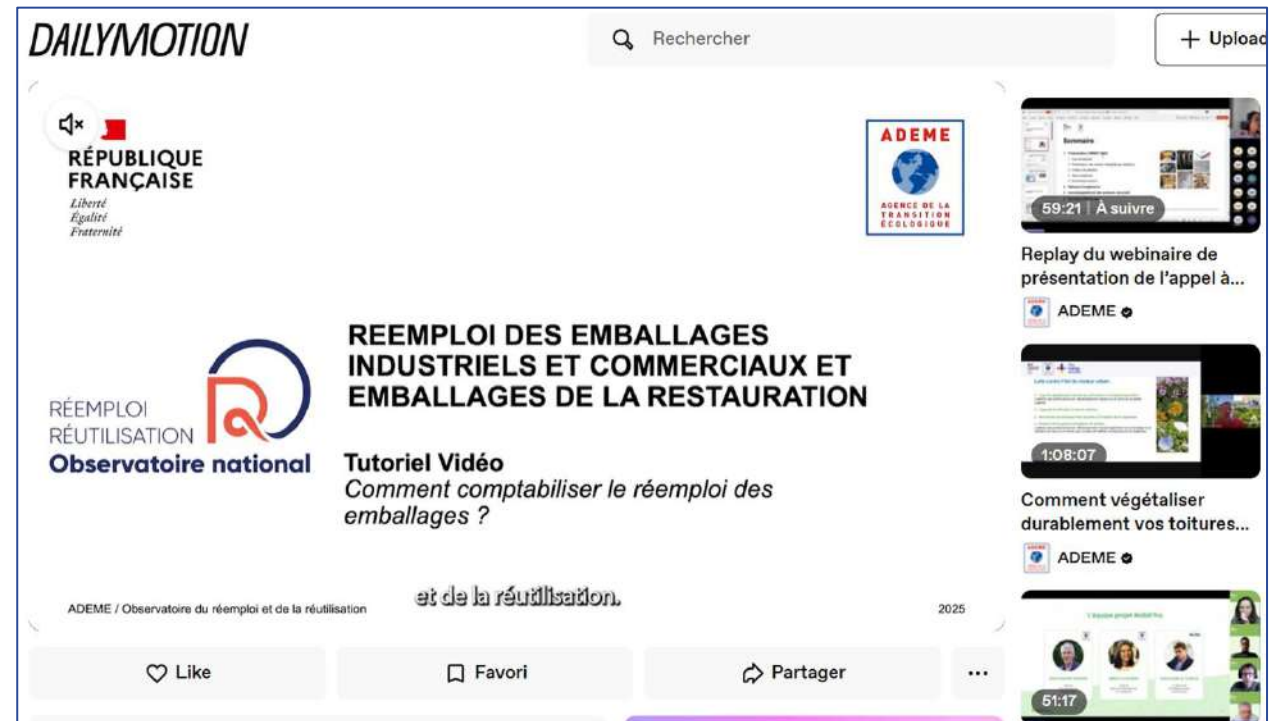 DAILYMOTION
Rechercher
+ Upload
RÉPUBLIQUE
FRANÇAISE
Liberté
Égalité
Fraternité
ADEME
AGENCE DE LA
TRANSITION
ÉCOLOGIQUE
REEMPLOI DES EMBALLAGES
INDUSTRIELS ET COMMERCIAUX ET
EMBALLAGES DE LA RESTAURATION
RÉEMPLOI
RÉUTILISATION
Observatoire national
Tutoriel Vidéo
Comment comptabiliser le réemploi des
emballages ?
et de la réutilisation.
ADEME / Observatoire du réemploi et de la réutilisation
2025
Like
Favori
Partager
...
Sommaire
59:21 | À suivre
Replay du webinaire de
présentation de l'appel à...
ADEME
1:08:07
Comment végétaliser
durablement vos toitures...
ADEME
51:17